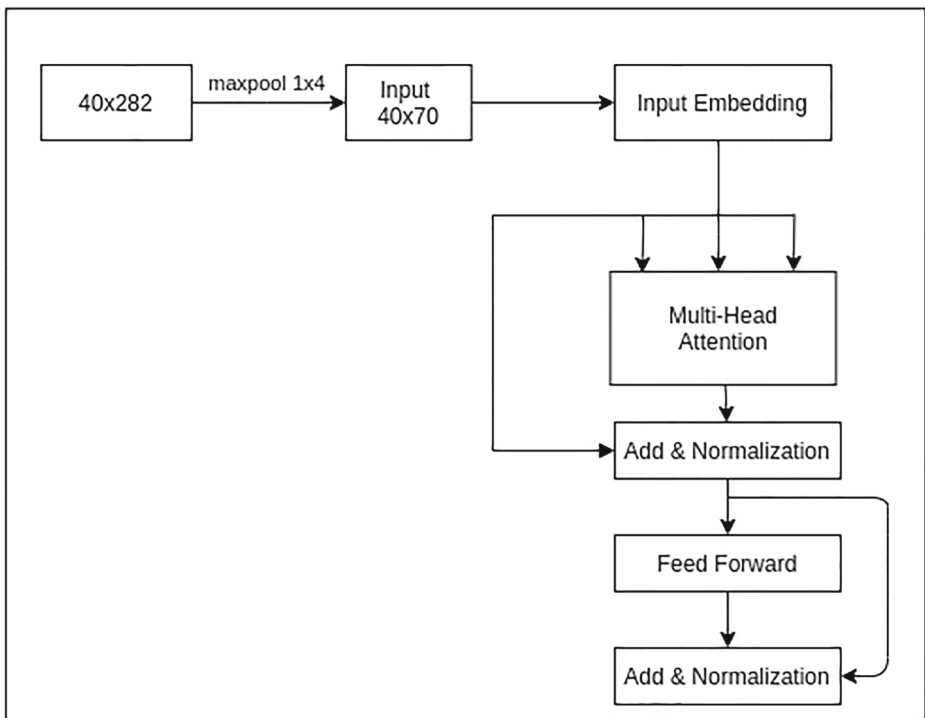 40x282
maxpool 1x4
Input
40x70
Input Embedding
Multi-Head
Attention
Add & Normalization
Feed Forward
Add & Normalization